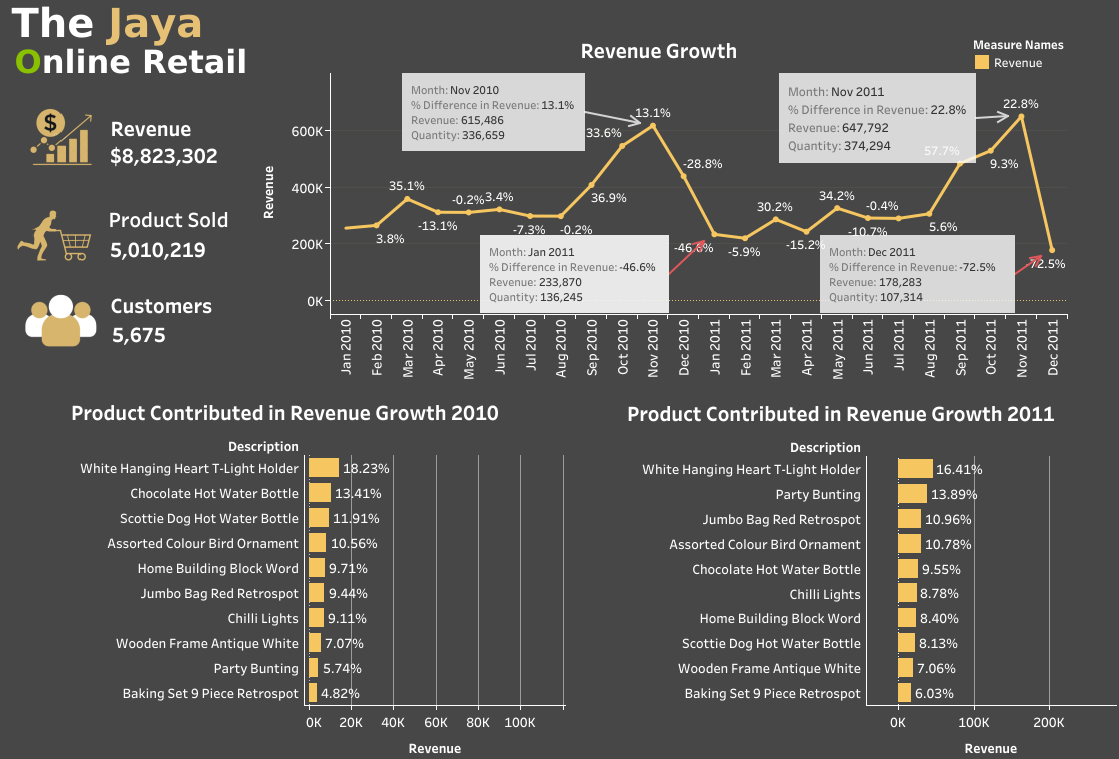 The Jaya
Online Retail
$
Revenue
$8,823,302
Product Sold
5,010,219
Customers
5,675
Revenue Growth
Measure Names
Revenue
Month: Nov 2010
% Difference in Revenue: 13.1%
Revenue: 615,486
Quantity: 336,659
Month: Nov 2011
% Difference in Revenue: 22.8%
Revenue: 647,792
Quantity: 374,294
Month: Jan 2011
% Difference in Revenue: -46.6%
Revenue: 233,870
Quantity: 136,245
Month: Dec 2011
% Difference in Revenue: -72.5%
Revenue: 178,283
Quantity: 107,314
Revenue
600K
400K
200K
0K
3.8%
35.1%
-13.1%
-0.2%
3.4%
-7.3%
-0.2%
36.9%
33.6%
13.1%
-28.8%
-46.6%
-5.9%
30.2%
-15.2%
34.2%
-10.7%
-0.4%
5.6%
57.7%
9.3%
22.8%
-72.5%
Jan 2010
Feb 2010
Mar 2010
Apr 2010
May 2010
Jun 2010
Jul 2010
Aug 2010
Sep 2010
Oct 2010
Nov 2010
Dec 2010
Jan 2011
Feb 2011
Mar 2011
Apr 2011
May 2011
Jun 2011
Jul 2011
Aug 2011
Sep 2011
Oct 2011
Nov 2011
Dec 2011
Product Contributed in Revenue Growth 2010
Description
White Hanging Heart T-Light Holder 18.23%
Chocolate Hot Water Bottle 13.41%
Scottie Dog Hot Water Bottle 11.91%
Assorted Colour Bird Ornament 10.56%
Home Building Block Word 9.71%
Jumbo Bag Red Retrospot 9.44%
Chilli Lights 9.11%
Wooden Frame Antique White 7.07%
Party Bunting 5.74%
Baking Set 9 Piece Retrospot 4.82%
0K 20K 40K 60K 80K 100K
Revenue
Product Contributed in Revenue Growth 2011
Description
White Hanging Heart T-Light Holder 16.41%
Party Bunting 13.89%
Jumbo Bag Red Retrospot 10.96%
Assorted Colour Bird Ornament 10.78%
Chocolate Hot Water Bottle 9.55%
Chilli Lights 8.78%
Home Building Block Word 8.40%
Scottie Dog Hot Water Bottle 8.13%
Wooden Frame Antique White 7.06%
Baking Set 9 Piece Retrospot 6.03%
0K 100K 200K
Revenue